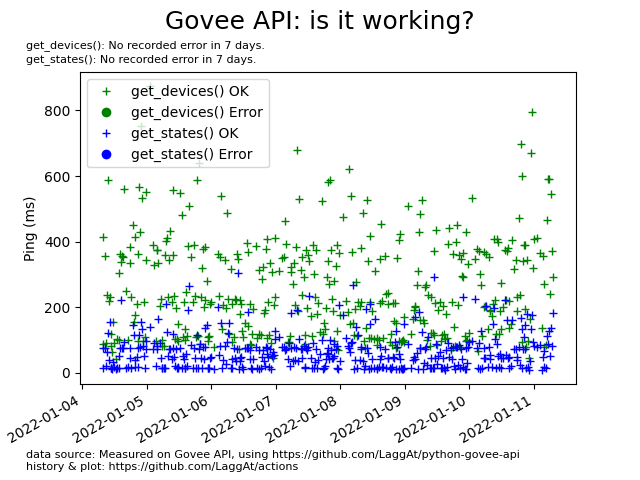 Govee API: is it working?
get_devices(): No recorded error in 7 days.
get_states(): No recorded error in 7 days.
get_devices() OK
get_devices() Error
get_states() OK
get_states() Error
Ping (ms)
800
600
400
200
0
2022-01-04
2022-01-05
2022-01-06
2022-01-07
2022-01-08
2022-01-09
2022-01-10
2022-01-11
data source: Measured on Govee API, using https://github.com/LaggAt/python-govee-api
history & plot: https://github.com/LaggAt/actions